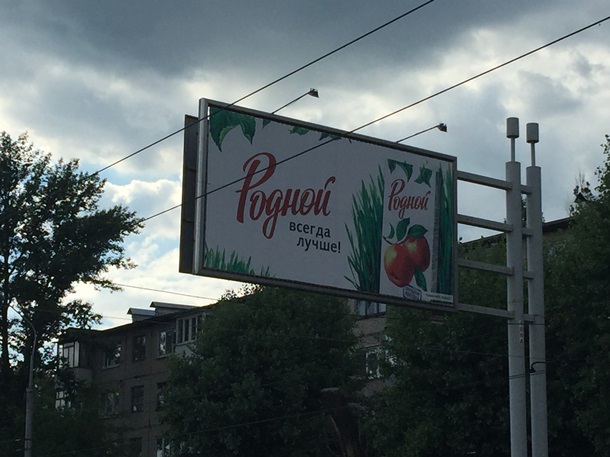 Родной
всегда
лучше!
Родной